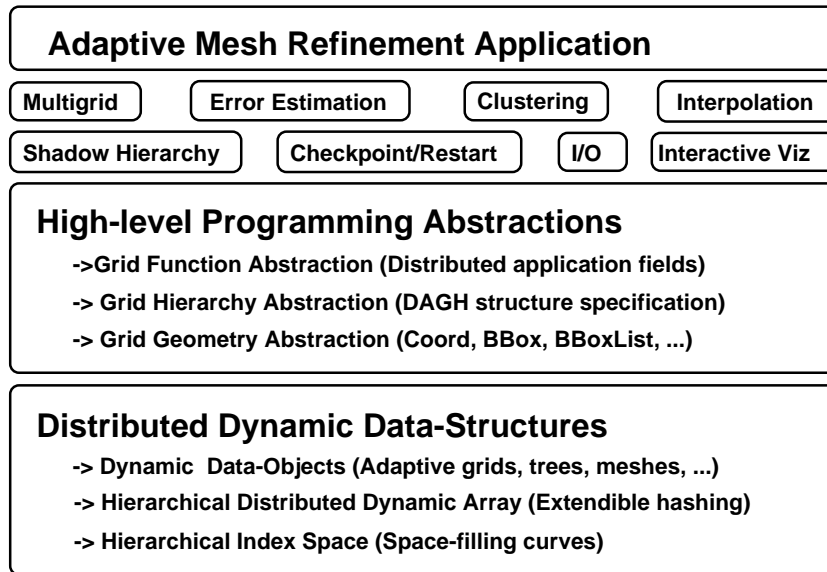 Adaptive Mesh Refinement Application
Multigrid Error Estimation Clustering Interpolation
Shadow Hierarchy Checkpoint/Restart I/O Interactive Viz
High-level Programming Abstractions
->Grid Function Abstraction (Distributed application fields)
-> Grid Hierarchy Abstraction (DAGH structure specification)
-> Grid Geometry Abstraction (Coord, BBox, BBoxList, ...)
Distributed Dynamic Data-Structures
-> Dynamic  Data-Objects (Adaptive grids, trees, meshes, ...)
-> Hierarchical Distributed Dynamic Array (Extendible hashing)
-> Hierarchical Index Space (Space-filling curves)